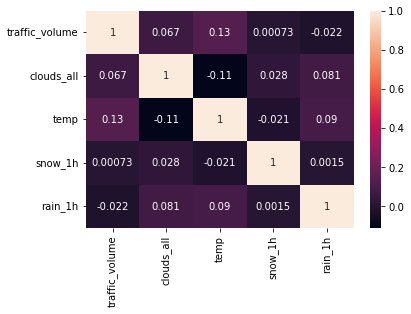 traffic_volume 1 0.067 0.13 0.00073 -0.022
clouds_all 0.067 1 -0.11 0.028 0.081
temp 0.13 -0.11 1 -0.021 0.09
snow_1h 0.00073 0.028 -0.021 1 0.0015
rain_1h -0.022 0.081 0.09 0.0015 1
traffic_volume clouds_all temp snow_1h rain_1h
1.0
0.8
0.6
0.4
0.2
0.0